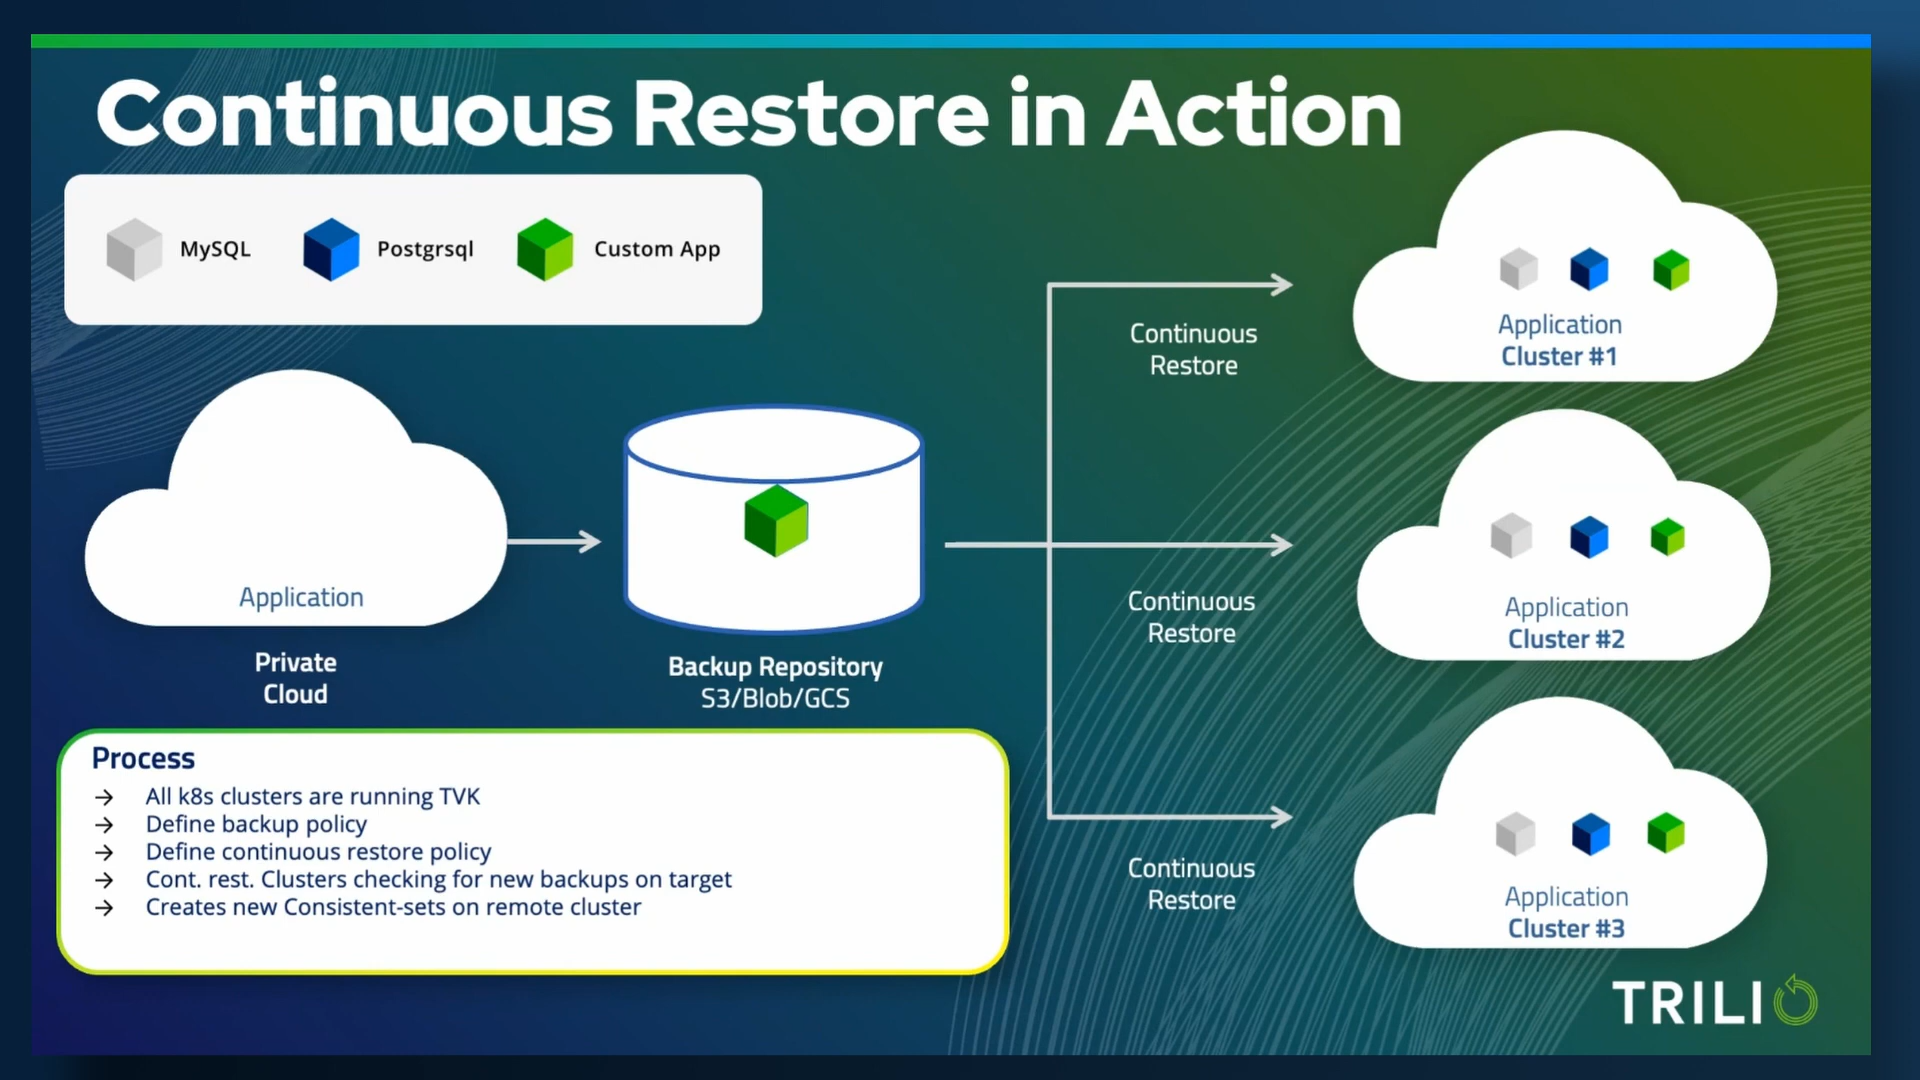 Continuous Restore in Action
MySQL
Postgrsql
Custom App
Application
Private
Cloud
Backup Repository
S3/Blob/GCS
Continuous
Restore
Application
Cluster #1
Continuous
Restore
Application
Cluster #2
Continuous
Restore
Application
Cluster #3
Process
→ All k8s clusters are running TVK
→ Define backup policy
→ Define continuous restore policy
→ Cont. rest. Clusters checking for new backups on target
→ Creates new Consistent-sets on remote cluster
TRILIO